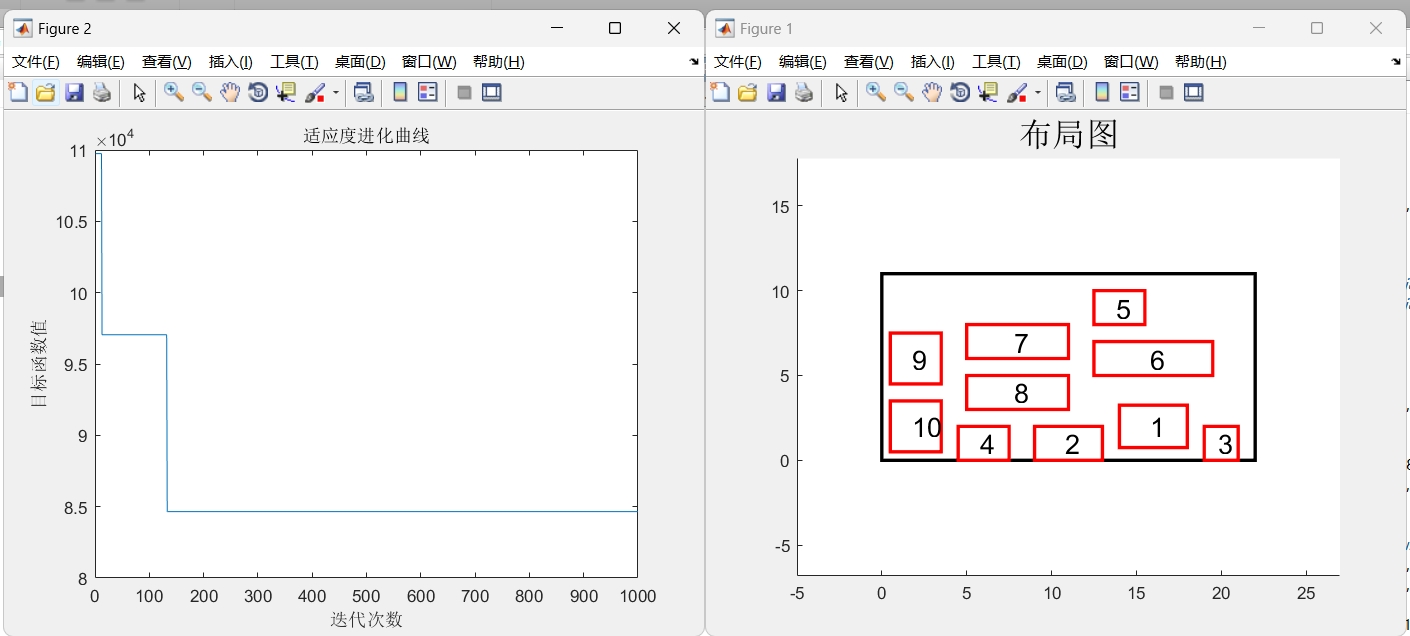 Figure 2
文件(F) 编辑(E) 查看(V) 插入(I) 工具(T) 桌面(D) 窗口(W) 帮助(H)
适应度进化曲线
×10^4
11
10.5
10
9.5
9
8.5
8
目标函数值
0 100 200 300 400 500 600 700 800 900 1000
迭代次数
Figure 1
文件(F) 编辑(E) 查看(V) 插入(I) 工具(T) 桌面(D) 窗口(W) 帮助(H)
布局图
15
10
5
0
-5
5
7
9
6
8
10
4
2
1
3
-5 0 5 10 15 20 25